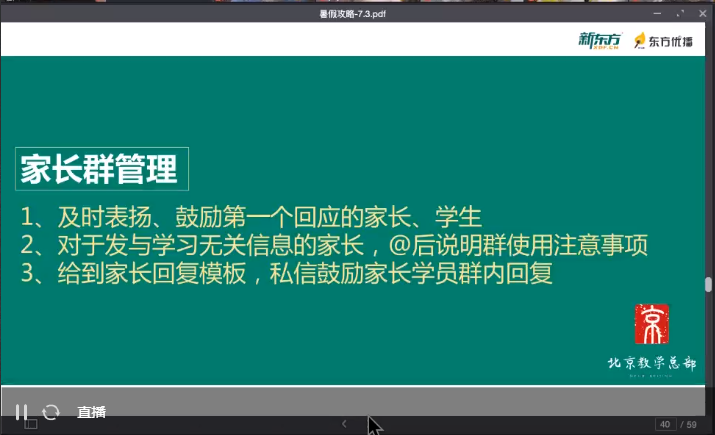 暑假攻略-7.3.pdf
新东方
XDF.CN
东方优播
家长群管理
1、及时表扬、鼓励第一个回应的家长、学生
2、对于发与学习无关信息的家长，@后说明群使用注意事项
3、给到家长回复模板，私信鼓励家长学员群内回复
京
北京教学总部
直播
40 / 59